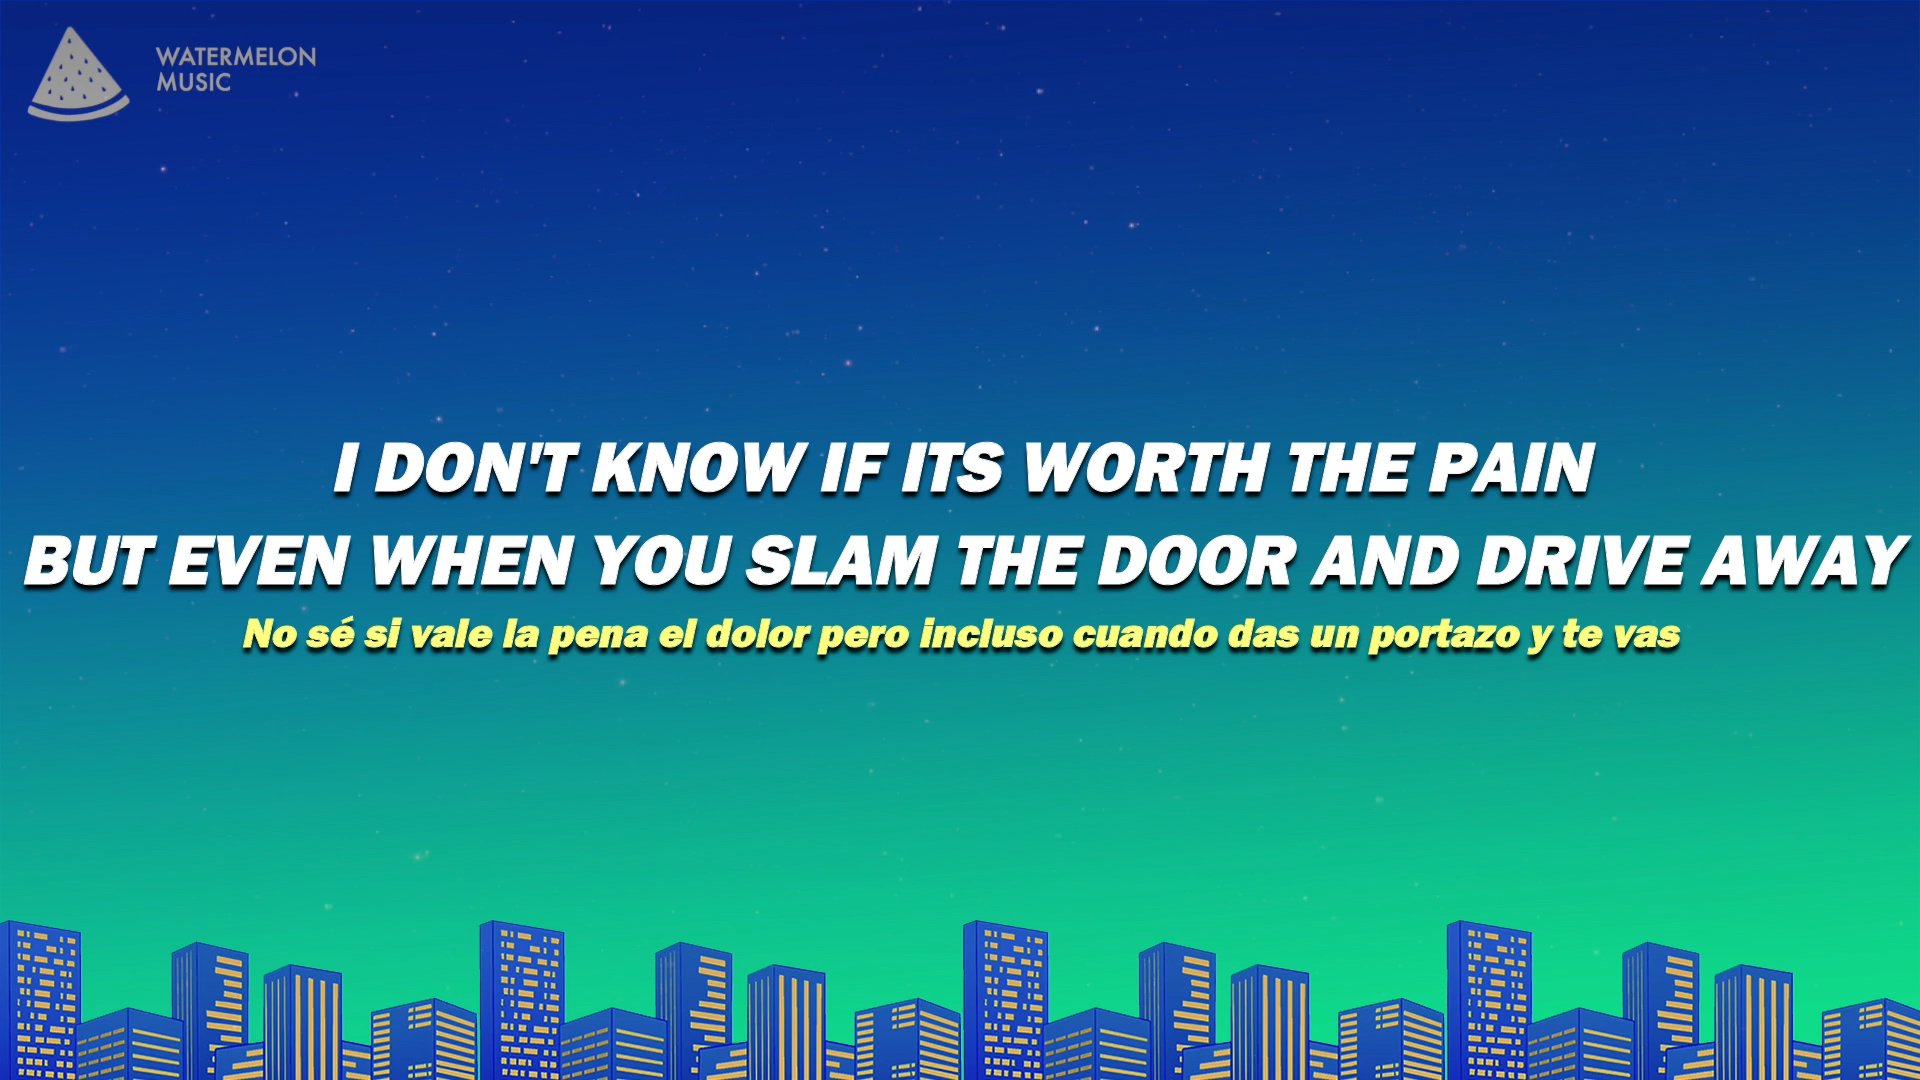 WATERMELON
MUSIC
I DON'T KNOW IF ITS WORTH THE PAIN
BUT EVEN WHEN YOU SLAM THE DOOR AND DRIVE AWAY
No sé si vale la pena el dolor pero incluso cuando das un portazo y te vas